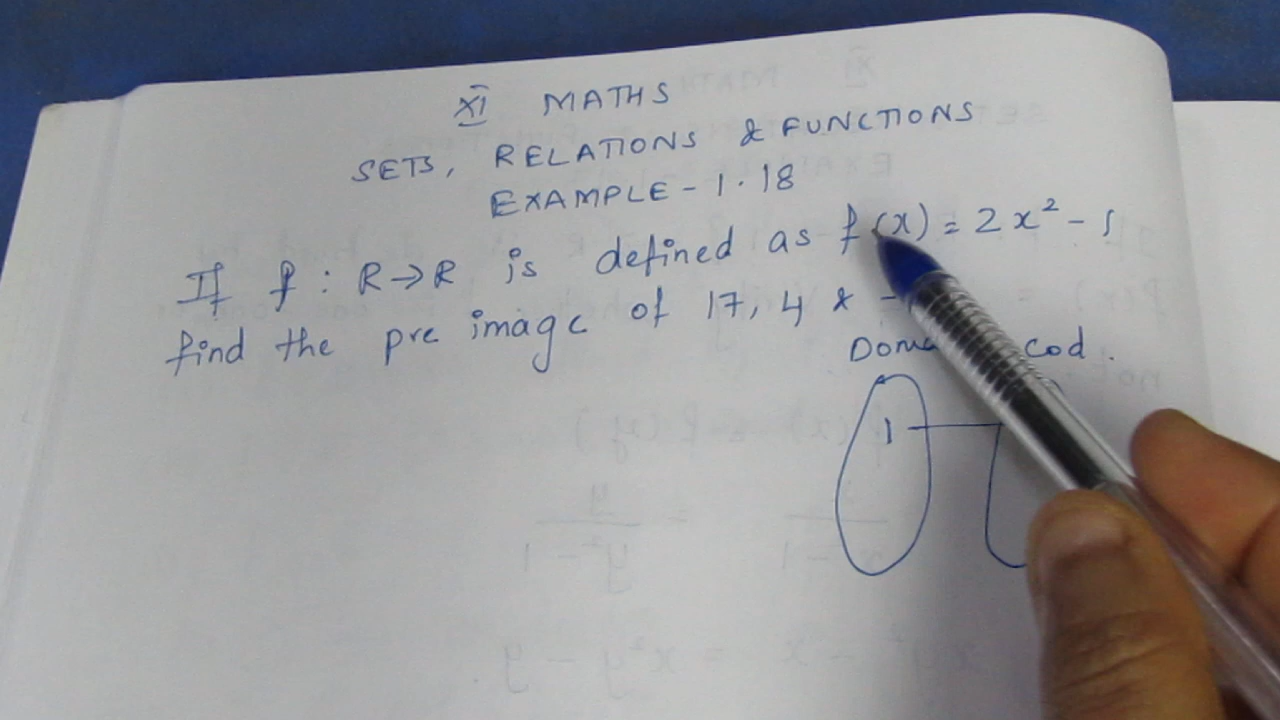 XI MATHS
SETS, RELATIONS & FUNCTIONS
EXAMPLE - 1.18
If f : R→R is defined as f(x) = 2x² - 1
find the pre image of 17, 4 & -
cod.
1